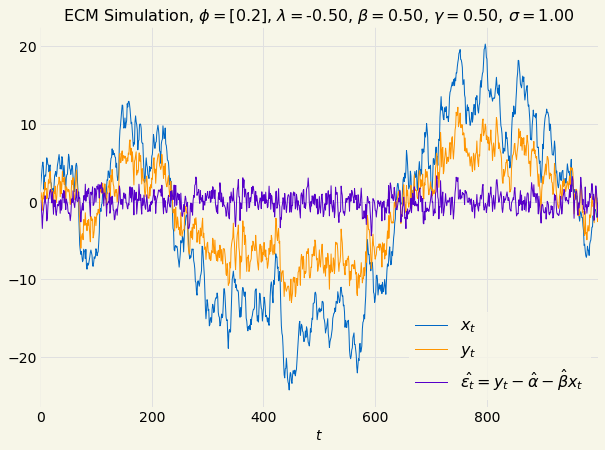 ECM Simulation, ϕ = [0.2], λ = -0.50, β = 0.50, γ = 0.50, σ = 1.00
20
10
0
−10
−20
x_t
y_t
ε̂_t = y_t − α̂ − β̂x_t
0 200 400 600 800
t